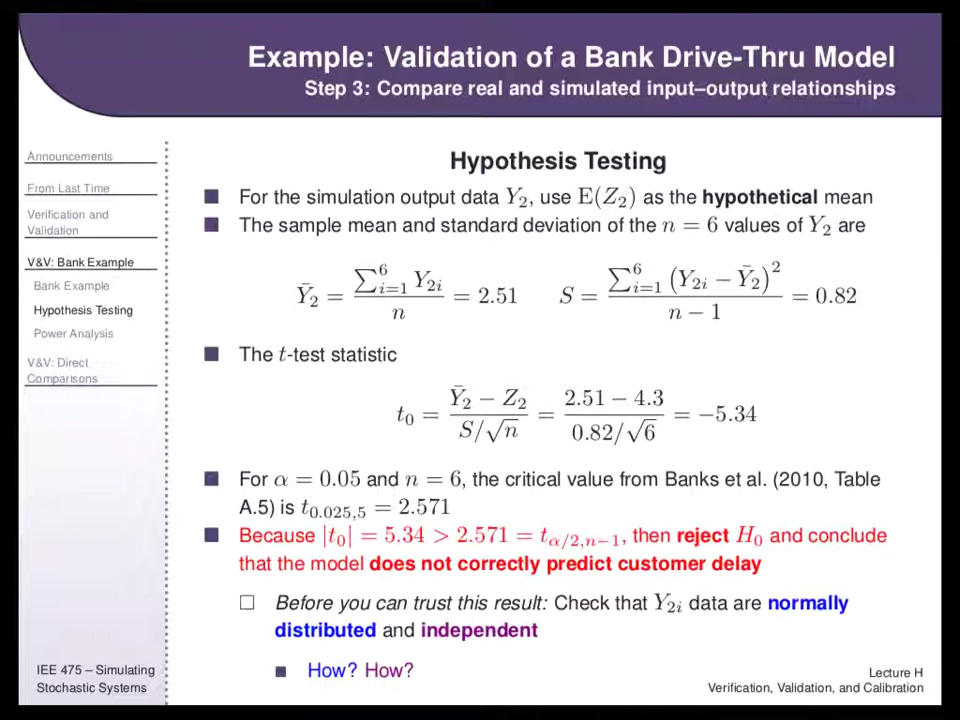 Example: Validation of a Bank Drive-Thru Model
Step 3: Compare real and simulated input–output relationships
Announcements
From Last Time
Verification and
Validation
V&V: Bank Example
Bank Example
Hypothesis Testing
Power Analysis
V&V: Direct
Comparisons
IEE 475 – Simulating
Stochastic Systems
Hypothesis Testing
For the simulation output data Y₂, use E(Z₂) as the hypothetical mean
The sample mean and standard deviation of the n = 6 values of Y₂ are
Ȳ₂ = ∑⁶ᵢ₌₁ Y₂ᵢ / n = 2.51 S = ∑⁶ᵢ₌₁ (Y₂ᵢ − Ȳ₂)² / n − 1 = 0.82
The t-test statistic
t₀ = Ȳ₂ − Z₂ / S/√n = 2.51 − 4.3 / 0.82/√6 = −5.34
For α = 0.05 and n = 6, the critical value from Banks et al. (2010, Table
A.5) is t₀.₀₂₅,₅ = 2.571
Because |t₀| = 5.34 > 2.571 = t_{α/2,n−1}, then reject H₀ and conclude
that the model does not correctly predict customer delay
Before you can trust this result: Check that Y₂ᵢ data are normally
distributed and independent
How? How?
Lecture H
Verification, Validation, and Calibration